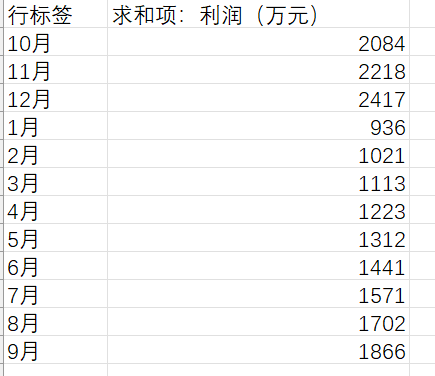 行标签 求和项：利润（万元）
10月 2084
11月 2218
12月 2417
1月 936
2月 1021
3月 1113
4月 1223
5月 1312
6月 1441
7月 1571
8月 1702
9月 1866